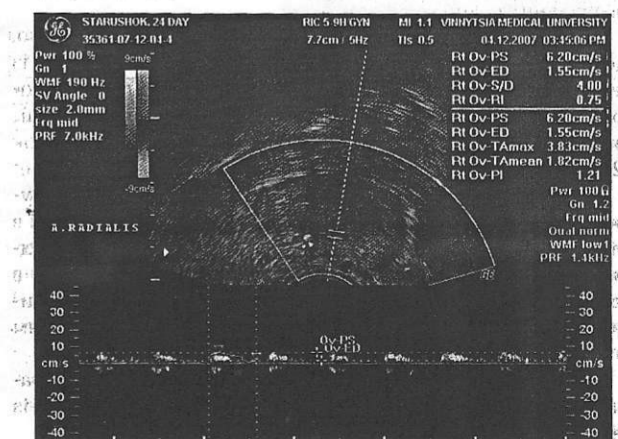 STARUSHOK, 24 DAY RIC 5-9H GYN MI 1.1 VINNYTSIA MEDICAL UNIVERSITY
35361-07-12-04-4 7.7cm / 5Hz TIs 0.5 04.12.2007 03:45:06 PM
Pwr 100 %
Gn 1
WMF 190 Hz
SV Angle 0
size 2.0mm
Frq mid
PRF 7.0kHz
9cm/s
-9cm/s
Rt Ov-PS 6.20cm/s
Rt Ov-ED 1.55cm/s
Rt Ov-S/D 4.00
Rt Ov-RI 0.75
Rt Ov-PS 6.20cm/s
Rt Ov-ED 1.55cm/s
Rt Ov-TAmax 3.83cm/s
Rt Ov-TAmean 1.82cm/s
Rt Ov-PI 1.21
Pwr 100
Gn 1.2
Frq mid
Qual norm
WMF low1
PRF 1.4kHz
A.RADIALIS
Ov-PS
Ov-ED
40 40
30 30
20 20
10 10
cm/s cm/s
-10 -10
-20 -20
-30 -30
-40 -40